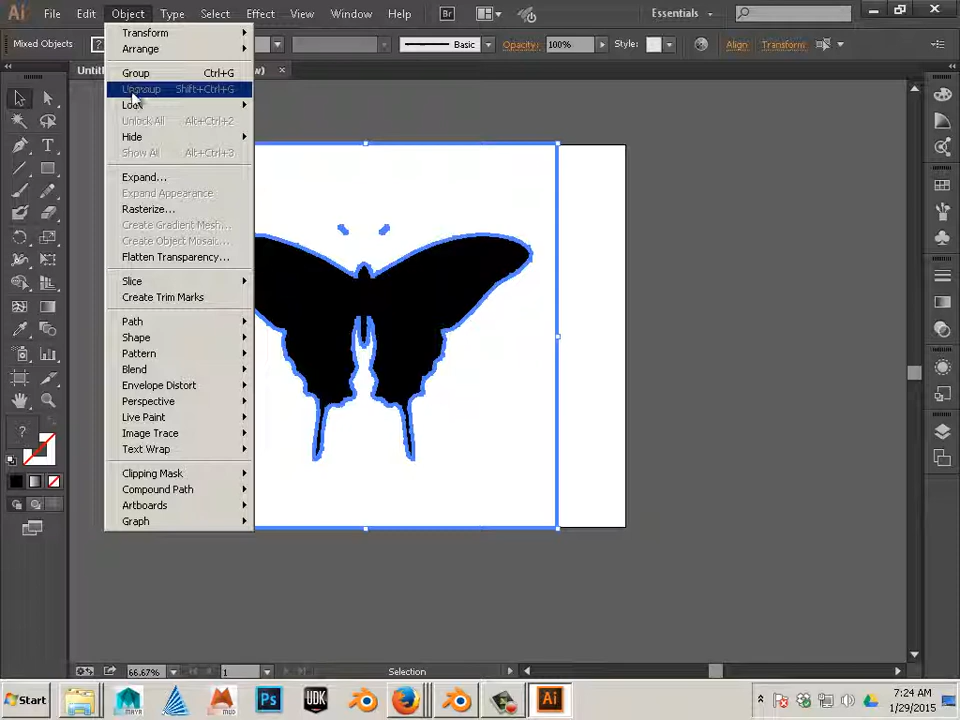 Ai File Edit Object Type Select Effect View Window Help Br Essentials
Mixed Objects ? Basic Opacity: 100% Style: Align Transform
Transform
Arrange
Group Ctrl+G
Ungroup Shift+Ctrl+G
Lock
Unlock All Alt+Ctrl+2
Hide
Show All Alt+Ctrl+3
Expand...
Expand Appearance
Rasterize...
Create Gradient Mesh...
Create Object Mosaic...
Flatten Transparency...
Slice
Create Trim Marks
Path
Shape
Pattern
Blend
Envelope Distort
Perspective
Live Paint
Image Trace
Text Wrap
Clipping Mask
Compound Path
Artboards
Graph
66.67% 1 Selection
Start MAYA MUD Ps UDK Ai 7:24 AM
1/29/2015